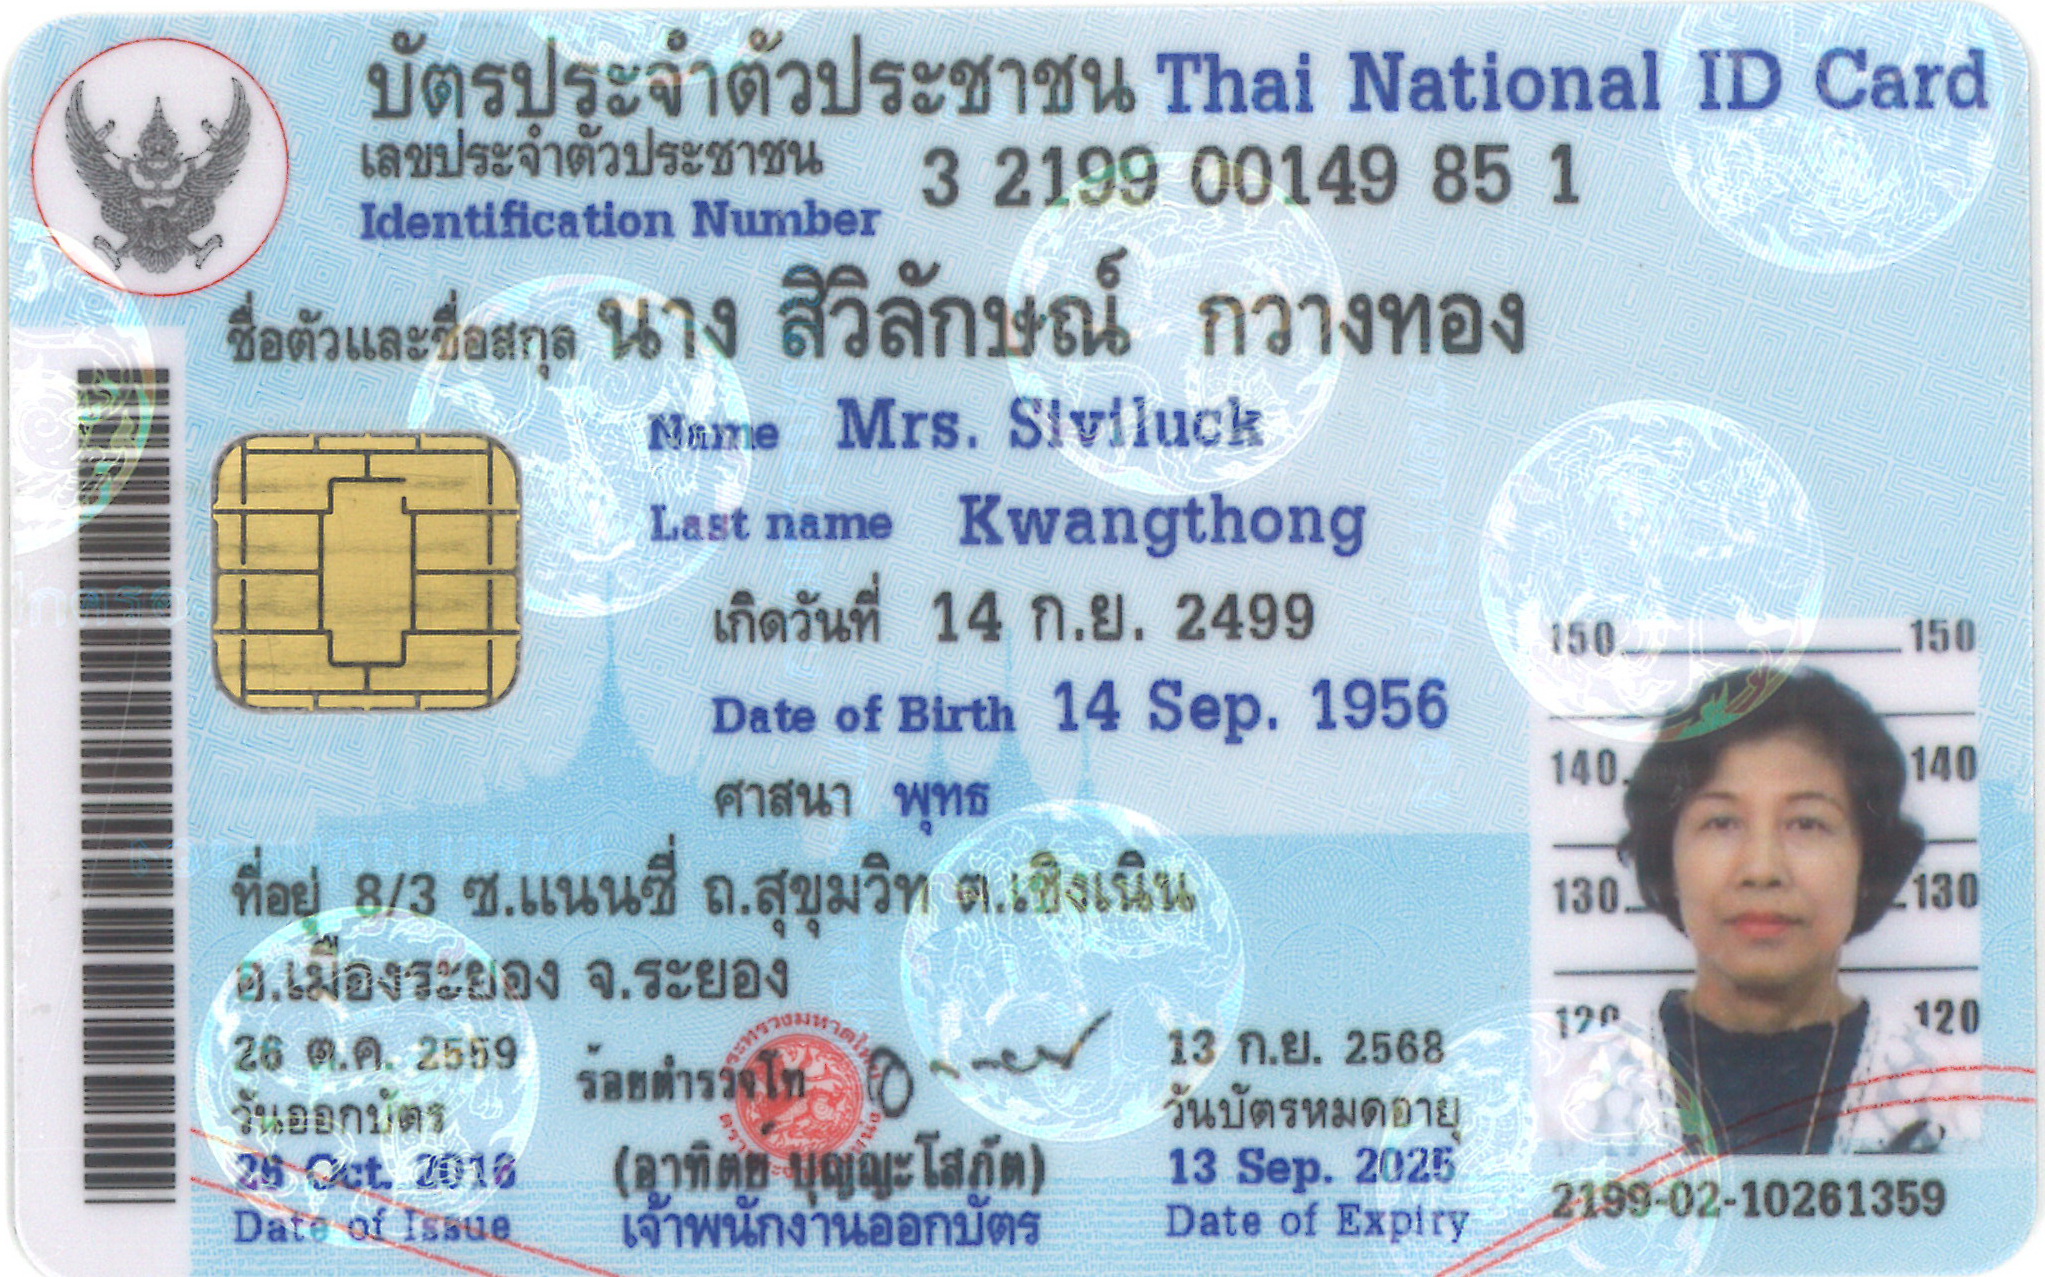 บัตรประจำตัวประชาชน Thai National ID Card
เลขประจำตัวประชาชน 3 2199 00149 85 1
Identification Number
ชื่อตัวและชื่อสกุล นาง สิวิลักษณ์ กวางทอง
Name Mrs. Siviluck
Last name Kwangthong
เกิดวันที่ 14 ก.ย. 2499
Date of Birth 14 Sep. 1956
ศาสนา พุทธ
ที่อยู่ 8/3 ซ.แนนซี่ ถ.สุขุมวิท ต.เชิงเนิน
อ.เมืองระยอง จ.ระยอง
26 ต.ค. 2559
วันออกบัตร
26 Oct. 2016
Date of Issue
ร้อยตำรวจโท
(อาทิตย์ บุญญะโสภัต)
เจ้าพนักงานออกบัตร
13 ก.ย. 2568
วันบัตรหมดอายุ
13 Sep. 2025
Date of Expiry
150 150
140 140
130 130
120 120
2199-02-10261359